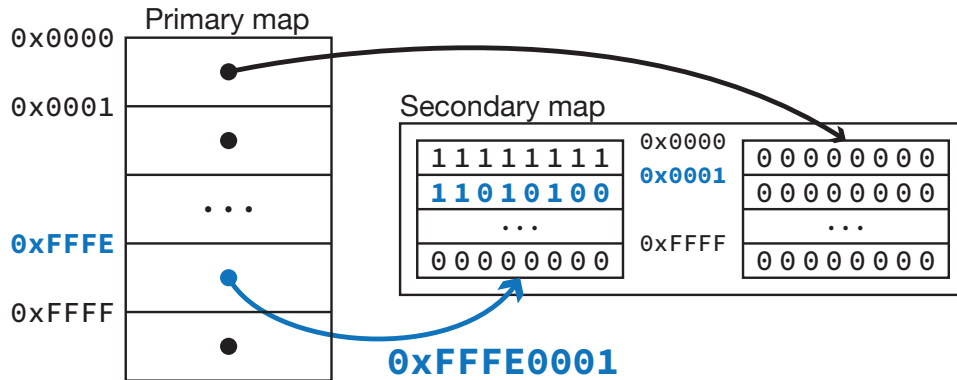 Primary map
0x0000
0x0001
...
0xFFFE
0xFFFF
Secondary map
11111111
11010100
...
00000000
0x0000
0x0001
0xFFFF
00000000
00000000
...
00000000
0xFFFE0001